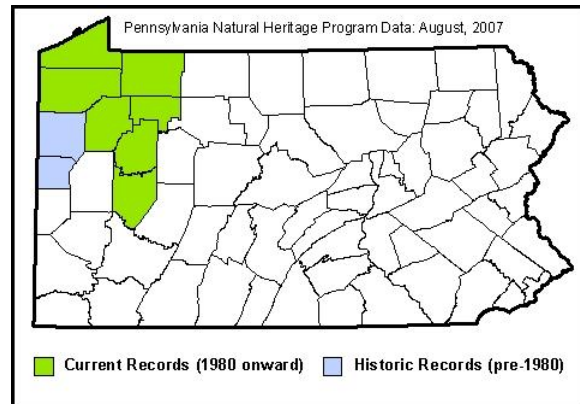 Pennsylvania Natural Heritage Program Data: August, 2007
Current Records (1980 onward) Historic Records (pre-1980)